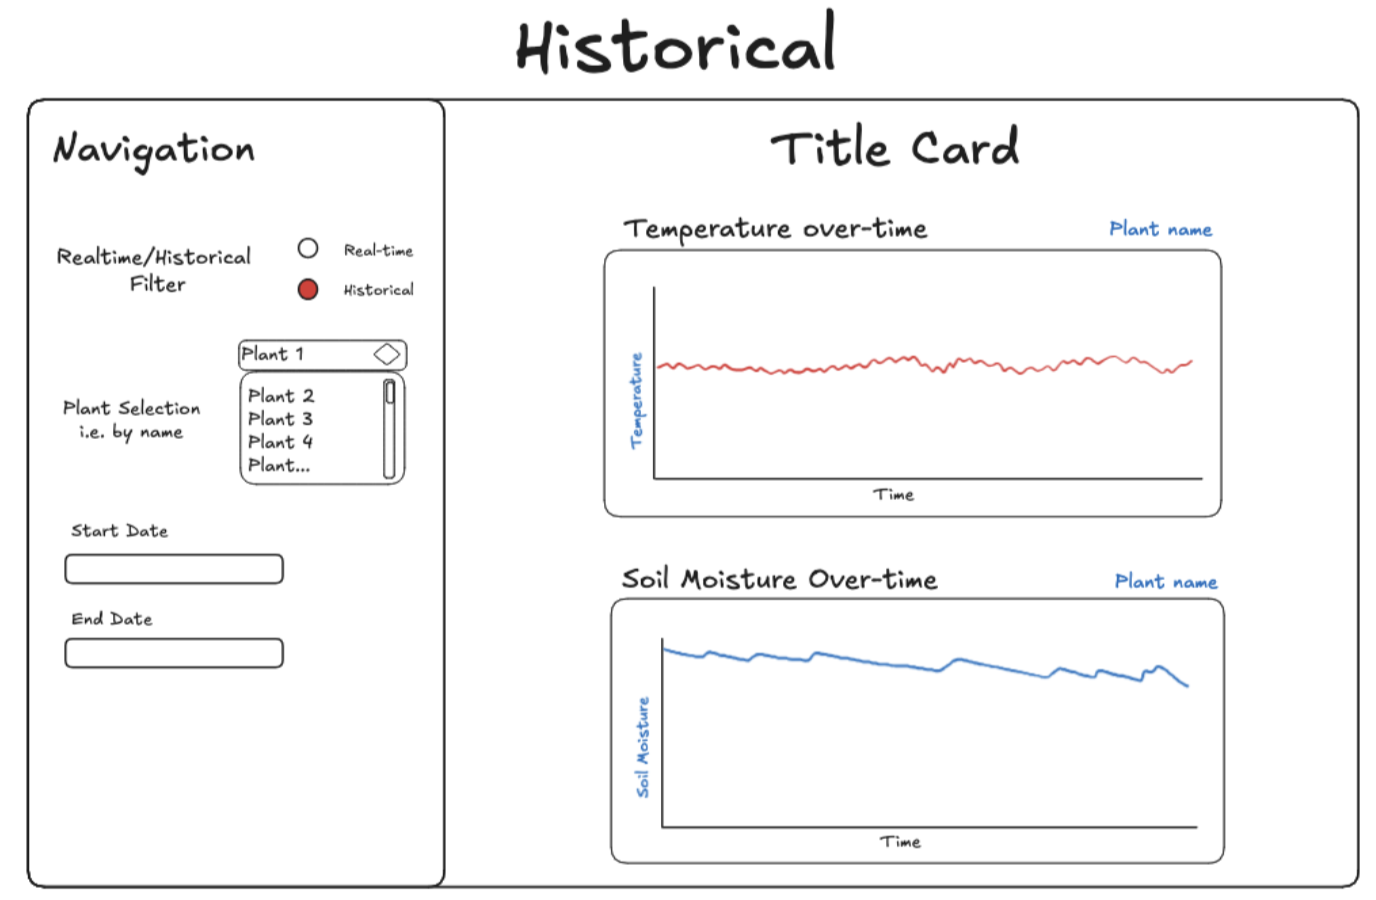 Historical
Navigation
Realtime/Historical
Filter
Real-time
Historical
Plant 1
Plant 2
Plant 3
Plant 4
Plant...
Plant Selection
i.e. by name
Start Date
End Date
Title Card
Temperature over-time
Plant name
Temperature
Time
Soil Moisture Over-time
Plant name
Soil Moisture
Time